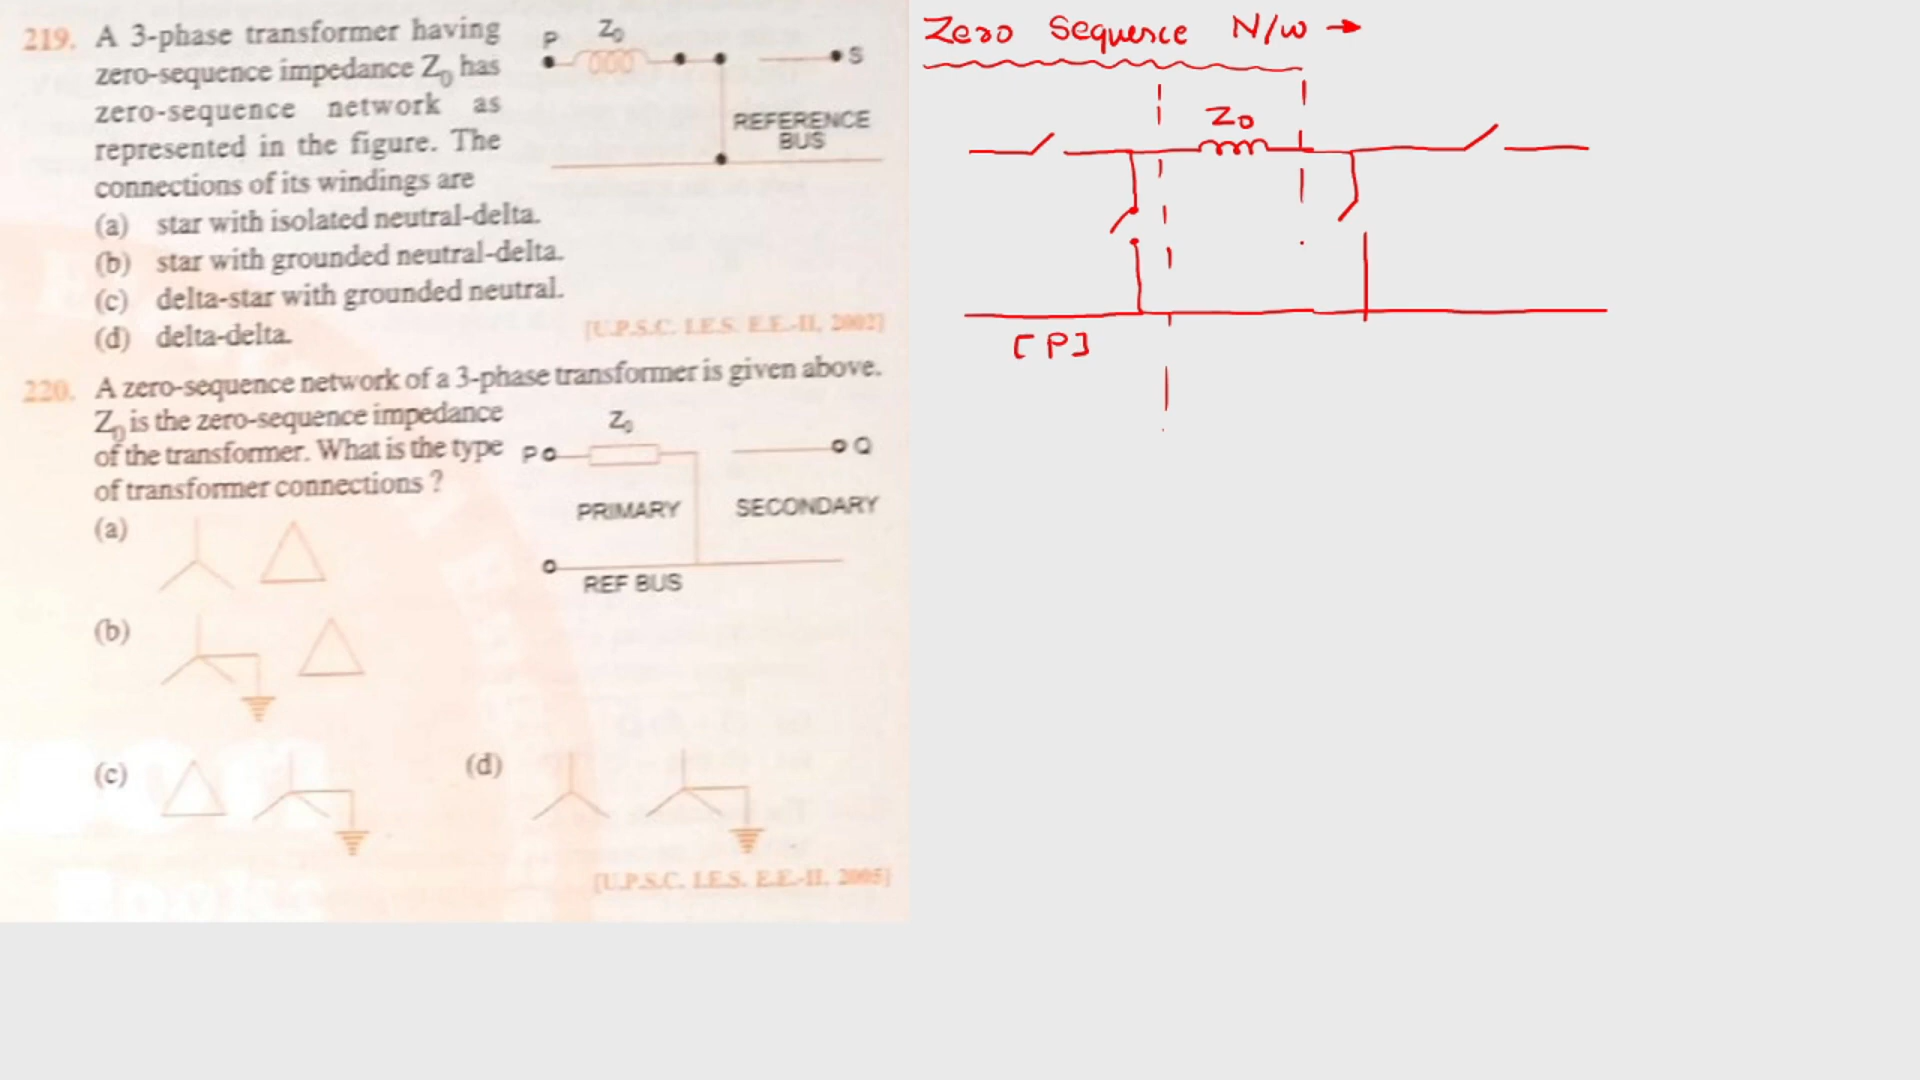 219. A 3-phase transformer having
zero-sequence impedance Z0 has
zero-sequence network as
represented in the figure. The
connections of its windings are
(a) star with isolated neutral-delta.
(b) star with grounded neutral-delta.
(c) delta-star with grounded neutral.
(d) delta-delta.
[U.P.S.C. I.E.S. E.E.-II, 2002]
P Z0 S
REFERENCE
BUS
220. A zero-sequence network of a 3-phase transformer is given above.
Z0 is the zero-sequence impedance
of the transformer. What is the type
of transformer connections ?
Z0
P Q
PRIMARY SECONDARY
REF BUS
(a)
(b)
(c) (d)
[U.P.S.C. I.E.S. E.E.-II, 2005]
Zero Sequence N/W →
Z0
[P]